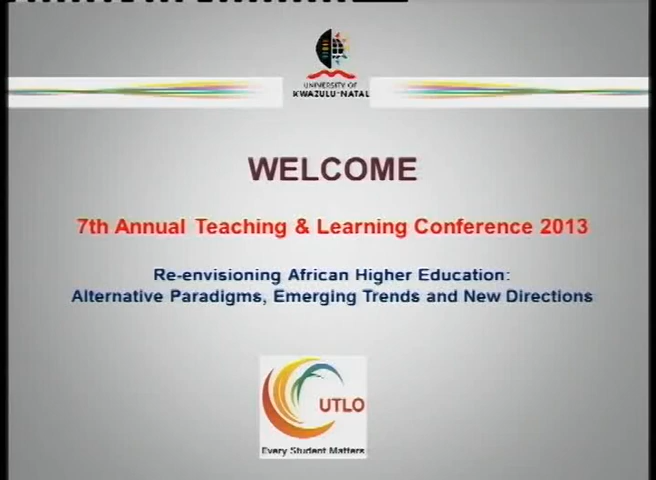 UNIVERSITY OF
KWAZULU-NATAL
WELCOME
7th Annual Teaching & Learning Conference 2013
Re-envisioning African Higher Education:
Alternative Paradigms, Emerging Trends and New Directions
UTLO
Every Student Matters